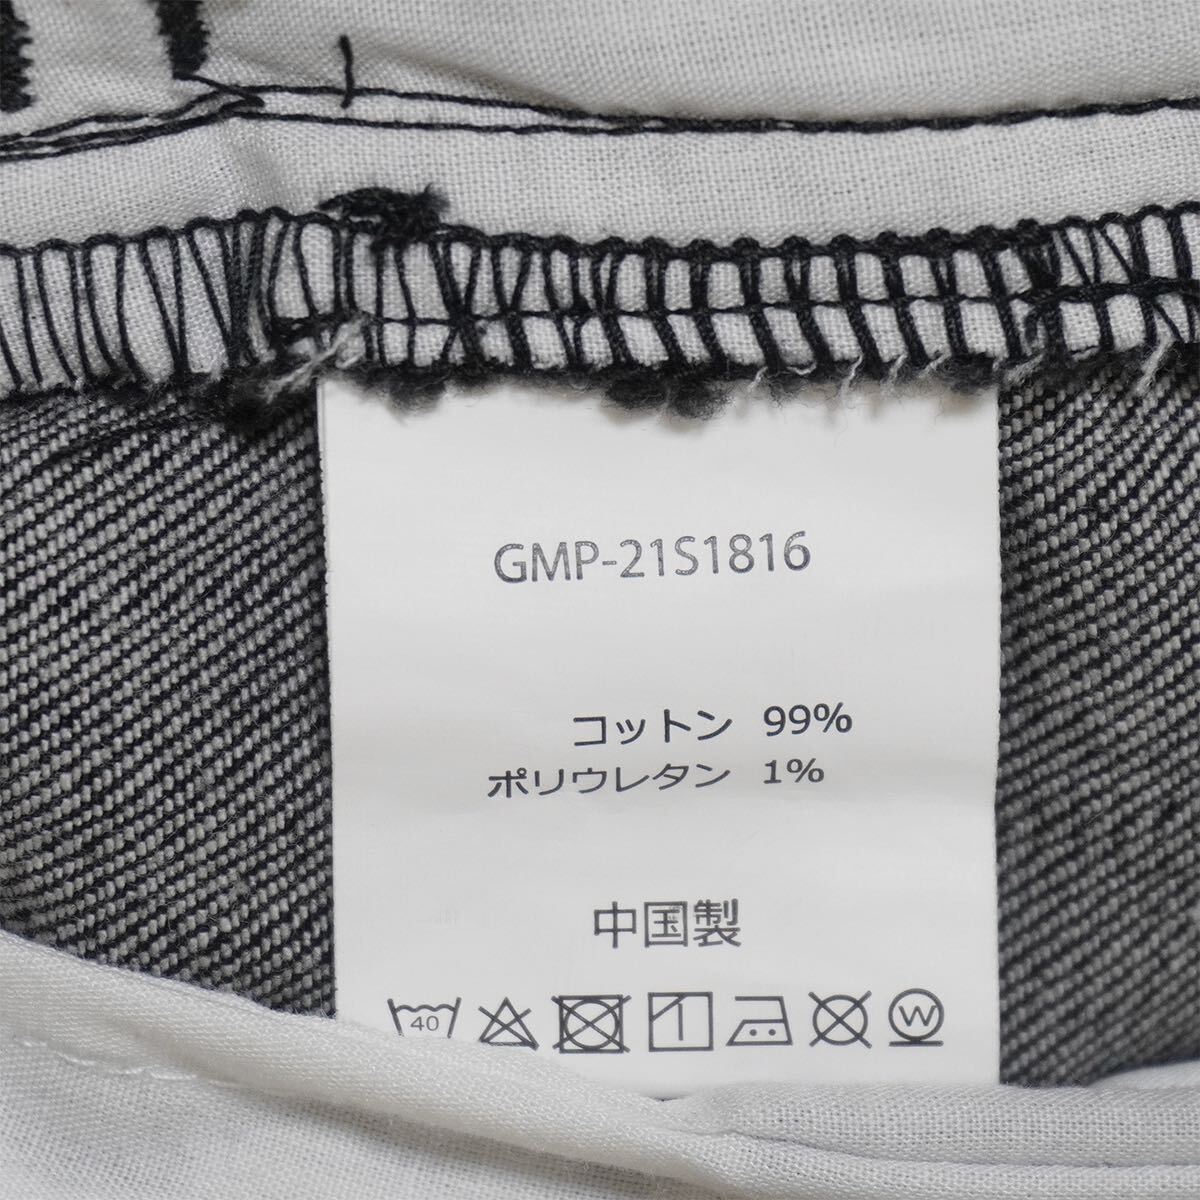 GMP-21S1816
コットン 99%
ポリウレタン 1%
中国製
40 W